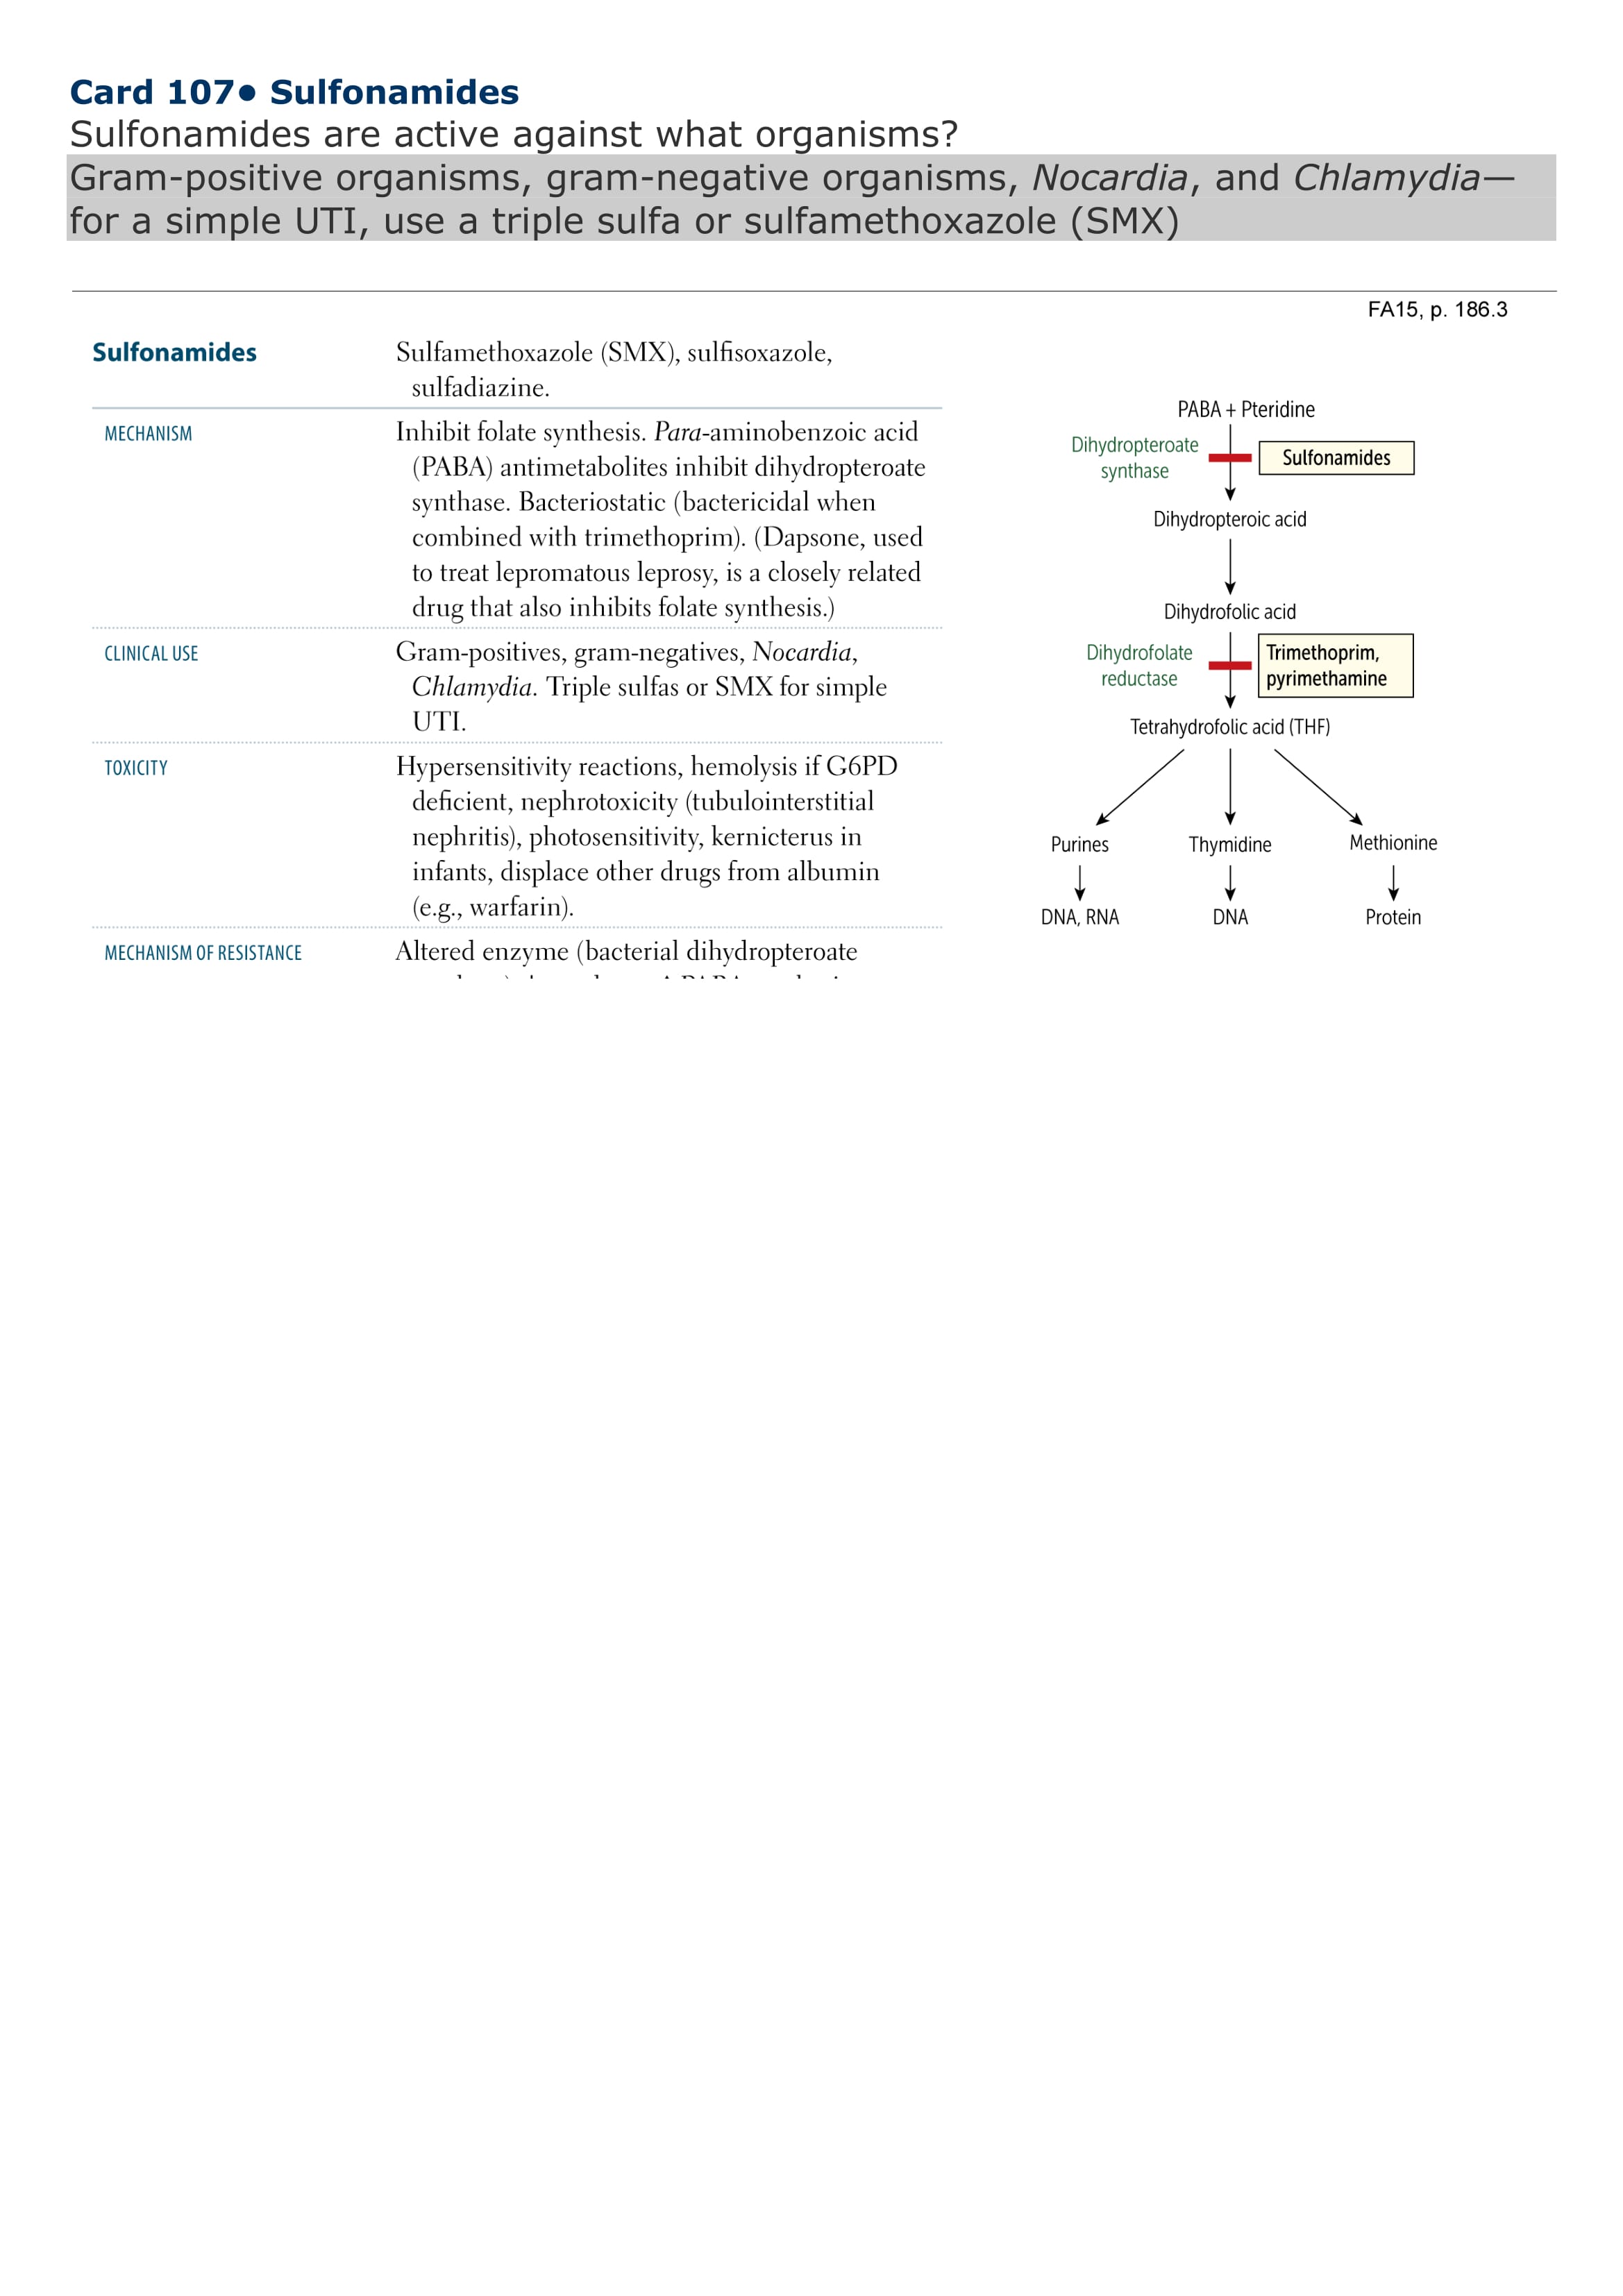 Card 107● Sulfonamides
Sulfonamides are active against what organisms?
Gram-positive organisms, gram-negative organisms, Nocardia, and Chlamydia—
for a simple UTI, use a triple sulfa or sulfamethoxazole (SMX)
FA15, p. 186.3
Sulfonamides
Sulfamethoxazole (SMX), sulfisoxazole,
sulfadiazine.
MECHANISM
Inhibit folate synthesis. Para-aminobenzoic acid
(PABA) antimetabolites inhibit dihydropteroate
synthase. Bacteriostatic (bactericidal when
combined with trimethoprim). (Dapsone, used
to treat lepromatous leprosy, is a closely related
drug that also inhibits folate synthesis.)
CLINICAL USE
Gram-positives, gram-negatives, Nocardia,
Chlamydia. Triple sulfas or SMX for simple
UTI.
TOXICITY
Hypersensitivity reactions, hemolysis if G6PD
deficient, nephrotoxicity (tubulointerstitial
nephritis), photosensitivity, kernicterus in
infants, displace other drugs from albumin
(e.g., warfarin).
MECHANISM OF RESISTANCE
Altered enzyme (bacterial dihydropteroate
PABA + Pteridine
Dihydropteroate
synthase
Sulfonamides
Dihydropteroic acid
Dihydrofolic acid
Dihydrofolate
reductase
Trimethoprim,
pyrimethamine
Tetrahydrofolic acid (THF)
Purines
Thymidine
Methionine
DNA, RNA
DNA
Protein